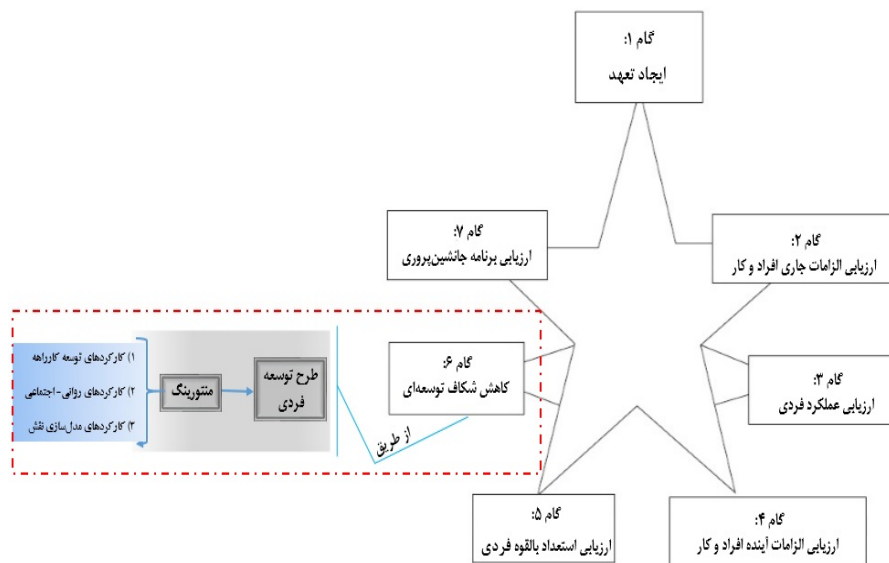 گام ۱:
ایجاد تعهد
گام ۲:
ارزیابی الزامات جاری افراد و کار
گام ۳:
ارزیابی عملکرد فردی
گام ۴:
ارزیابی الزامات آینده افراد و کار
گام ۵:
ارزیابی استعداد بالقوه فردی
گام ۶:
کاهش شکاف توسعه‌ای
از طریق
طرح توسعه
فردی
منتورینگ
۱) کارکردهای توسعه کارراهه
۲) کارکردهای روانی-اجتماعی
۳) کارکردهای مدل‌سازی نقش
گام ۷:
ارزیابی برنامه جانشین‌پروری